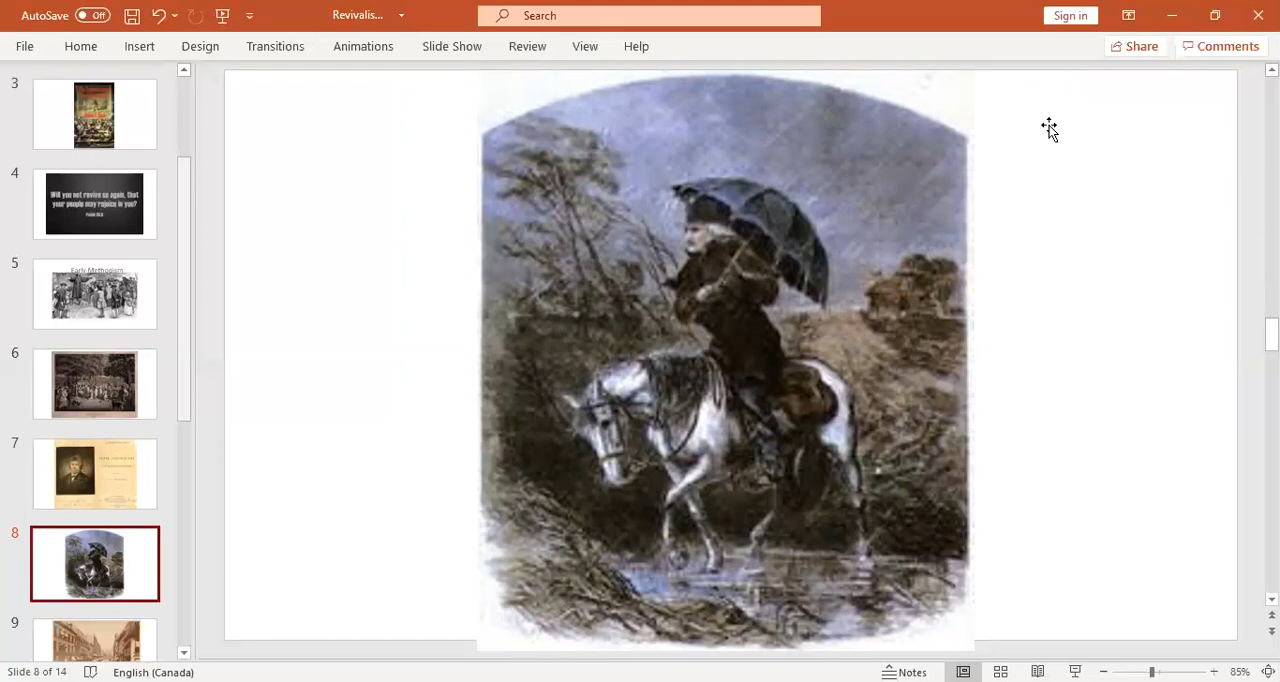 AutoSave Off Revivalis... Search Sign in
File Home Insert Design Transitions Animations Slide Show Review View Help Share Comments
3
4
Will you not revive us again, that
your people may rejoice in you?
5
Early Methodism
6
7
8
9
Slide 8 of 14 English (Canada) Notes 85%